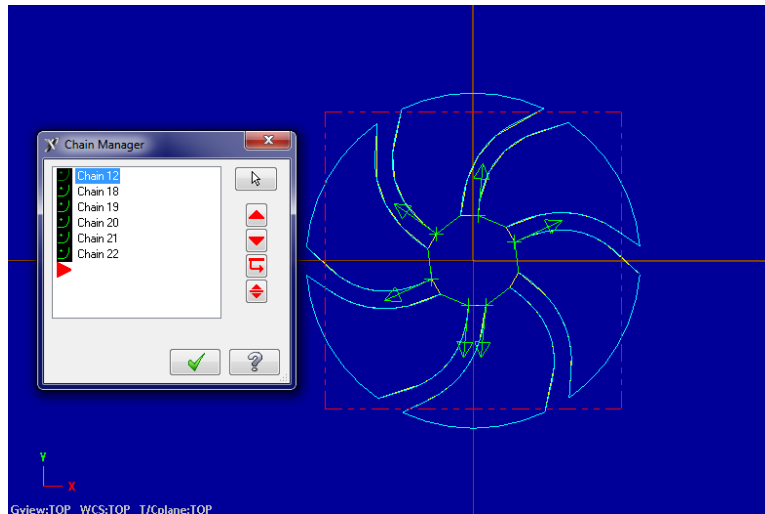 Chain Manager
Chain 12
Chain 18
Chain 19
Chain 20
Chain 21
Chain 22
Y
X
Gview:TOP WCS:TOP T/Cplane:TOP